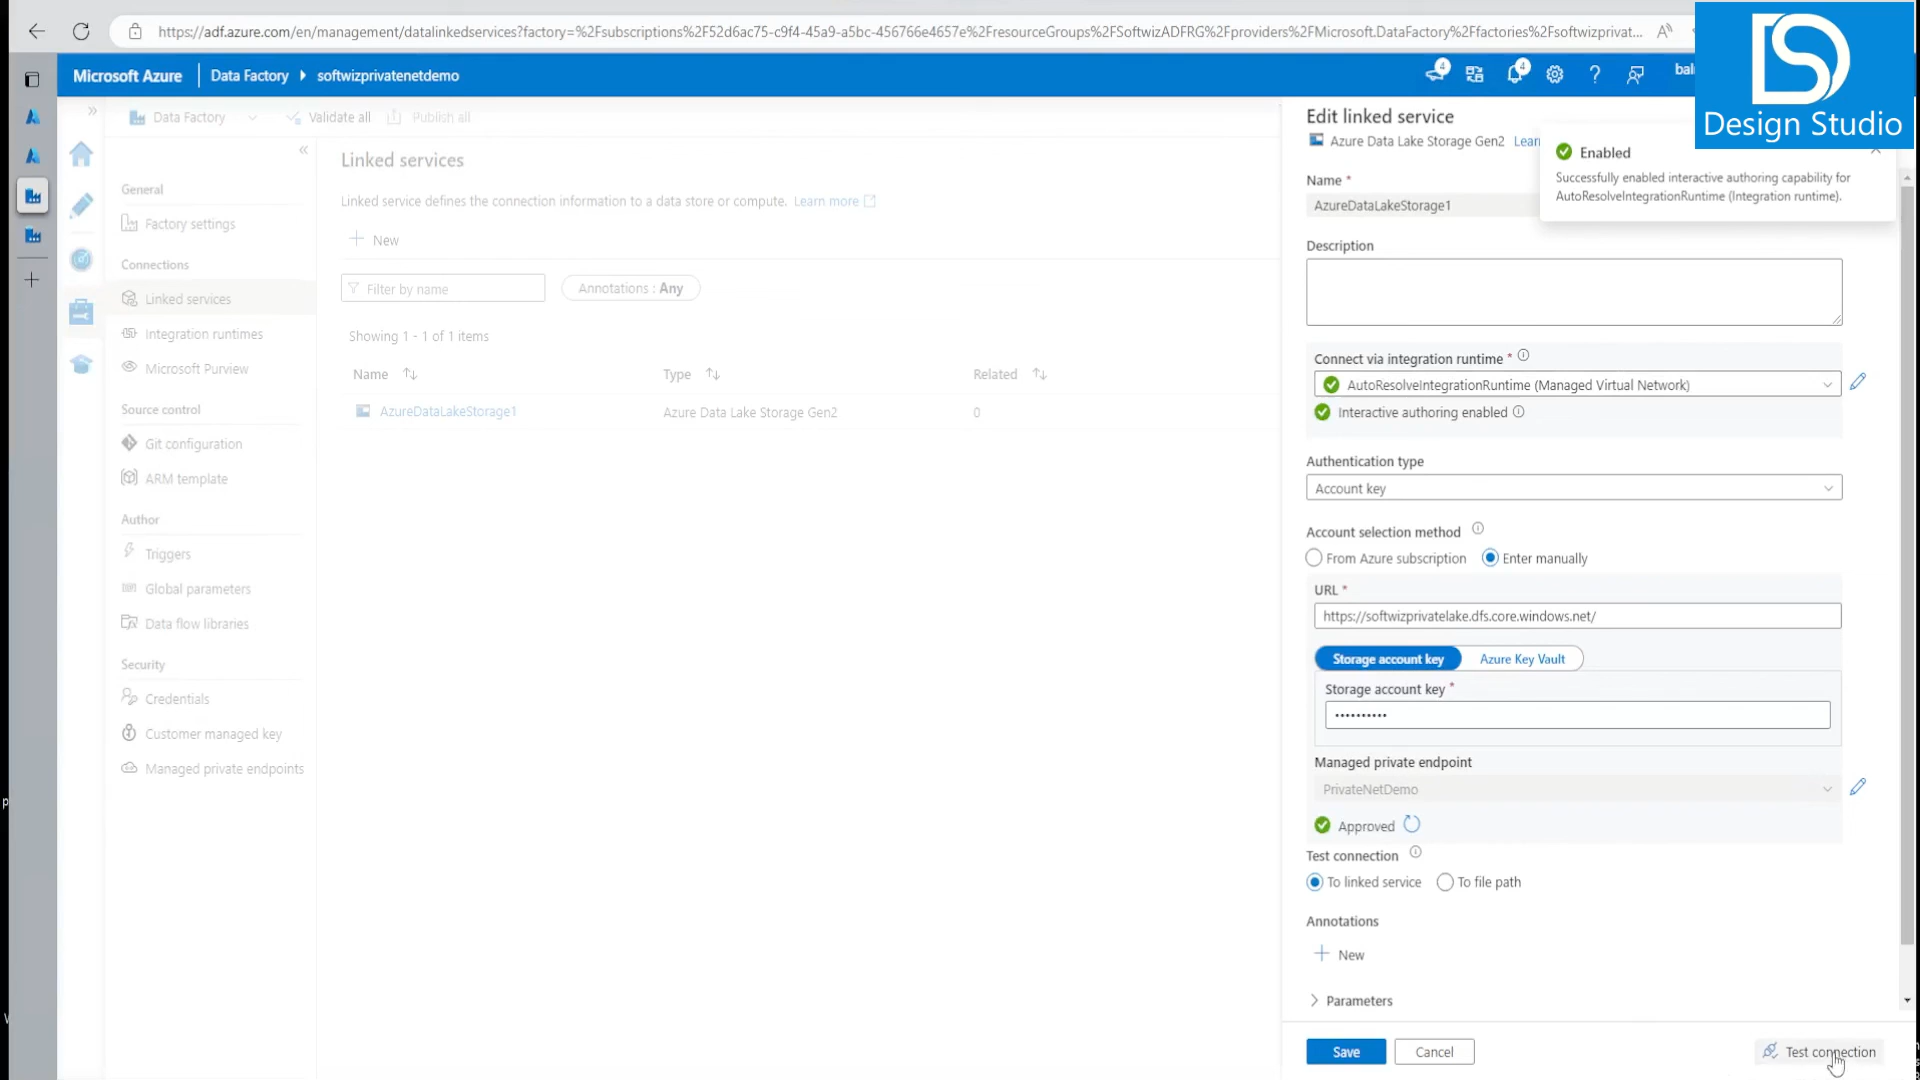 https://adf.azure.com/en/management/datalinkedservices?factory=%2Fsubscriptions%2F52d6ac75-c9f4-45a9-a5bc-456766e4657e%2FresourceGroups%2FSoftwizADFRG%2Fproviders%2FMicrosoft.DataFactory%2Ffactories%2Fsoftwizprivat...
Microsoft Azure
Data Factory
softwizprivatenetdemo
4
4
bal
Design Studio
Data Factory
Validate all
Publish all
General
Factory settings
Connections
Linked services
Integration runtimes
Microsoft Purview
Source control
Git configuration
ARM template
Author
Triggers
Global parameters
Data flow libraries
Security
Credentials
Customer managed key
Managed private endpoints
Linked services
Linked service defines the connection information to a data store or compute. Learn more
New
Filter by name
Annotations : Any
Showing 1 - 1 of 1 items
Name Type Related
AzureDataLakeStorage1 Azure Data Lake Storage Gen2 0
Edit linked service
Azure Data Lake Storage Gen2 Learn
Enabled
Successfully enabled interactive authoring capability for
AutoResolveIntegrationRuntime (Integration runtime).
Name *
AzureDataLakeStorage1
Description
Connect via integration runtime *
AutoResolveIntegrationRuntime (Managed Virtual Network)
Interactive authoring enabled
Authentication type
Account key
Account selection method
From Azure subscription Enter manually
URL *
https://softwizprivatelake.dfs.core.windows.net/
Storage account key Azure Key Vault
Storage account key *
••••••••••
Managed private endpoint
PrivateNetDemo
Approved
Test connection
To linked service To file path
Annotations
New
Parameters
Save Cancel Test connection